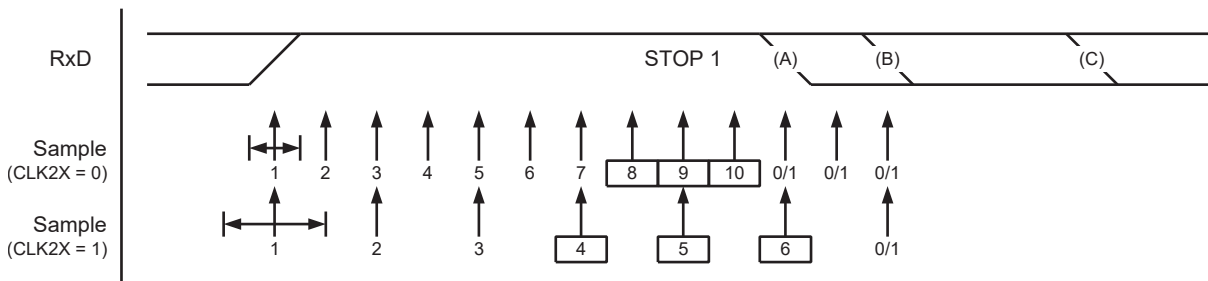 RxD
STOP 1
(A)
(B)
(C)
Sample
(CLK2X = 0)
1 2 3 4 5 6 7 8 9 10 0/1 0/1 0/1
Sample
(CLK2X = 1)
1 2 3 4 5 6 0/1